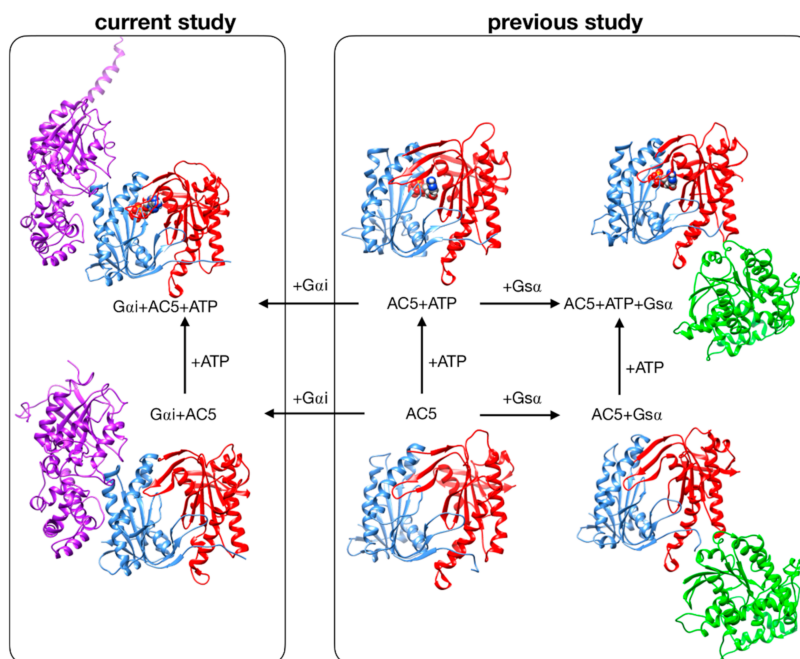 current study
previous study
Gαi+AC5+ATP
+Gαi
AC5+ATP
+Gsα
AC5+ATP+Gsα
+ATP
+ATP
+ATP
Gαi+AC5
+Gαi
AC5
+Gsα
AC5+Gsα